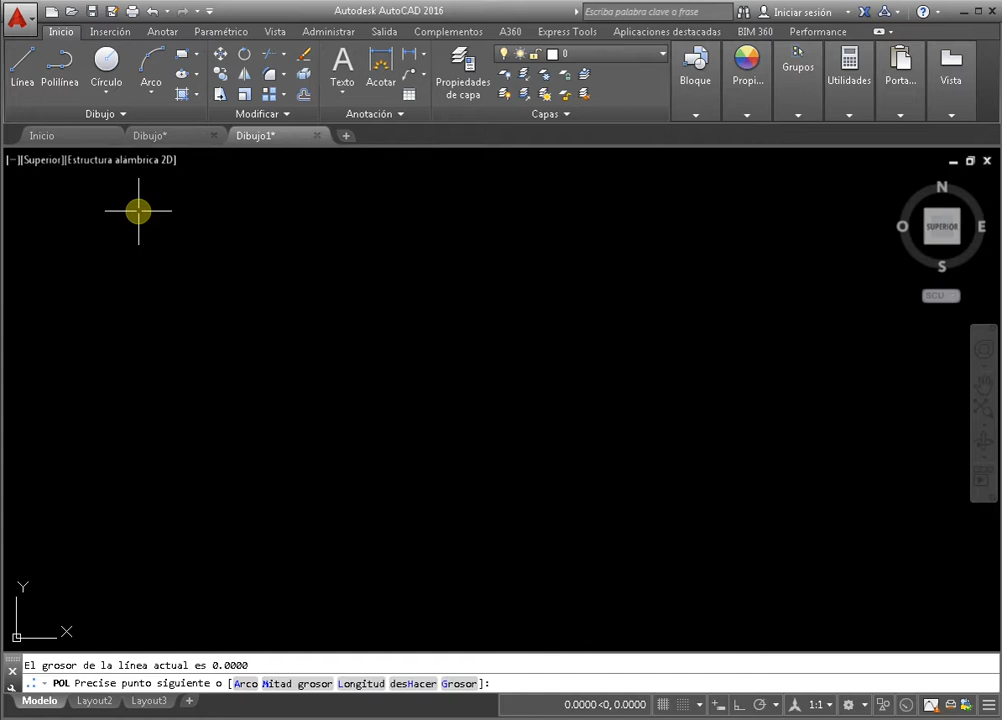 Autodesk AutoCAD 2016
Escriba palabra clave o frase
Iniciar sesión
Inicio Inserción Anotar Paramétrico Vista Administrar Salida Complementos A360 Express Tools Aplicaciones destacadas BIM 360 Performance
Línea Polilínea Círculo Arco
Texto Acotar
Propiedades de capa
0
Bloque Propi... Grupos Utilidades Porta... Vista
Dibujo Modificar Anotación Capas
Inicio Dibujo* Dibujo1*
[−][Superior][Estructura alámbrica 2D]
N
O SUPERIOR E
S
SCU
Y
X
El grosor de la línea actual es 0.0000
POL Precise punto siguiente o [Arco Mitad grosor Longitud desHacer Grosor]:
Modelo Layout2 Layout3
0.0000<0, 0.0000 1:1